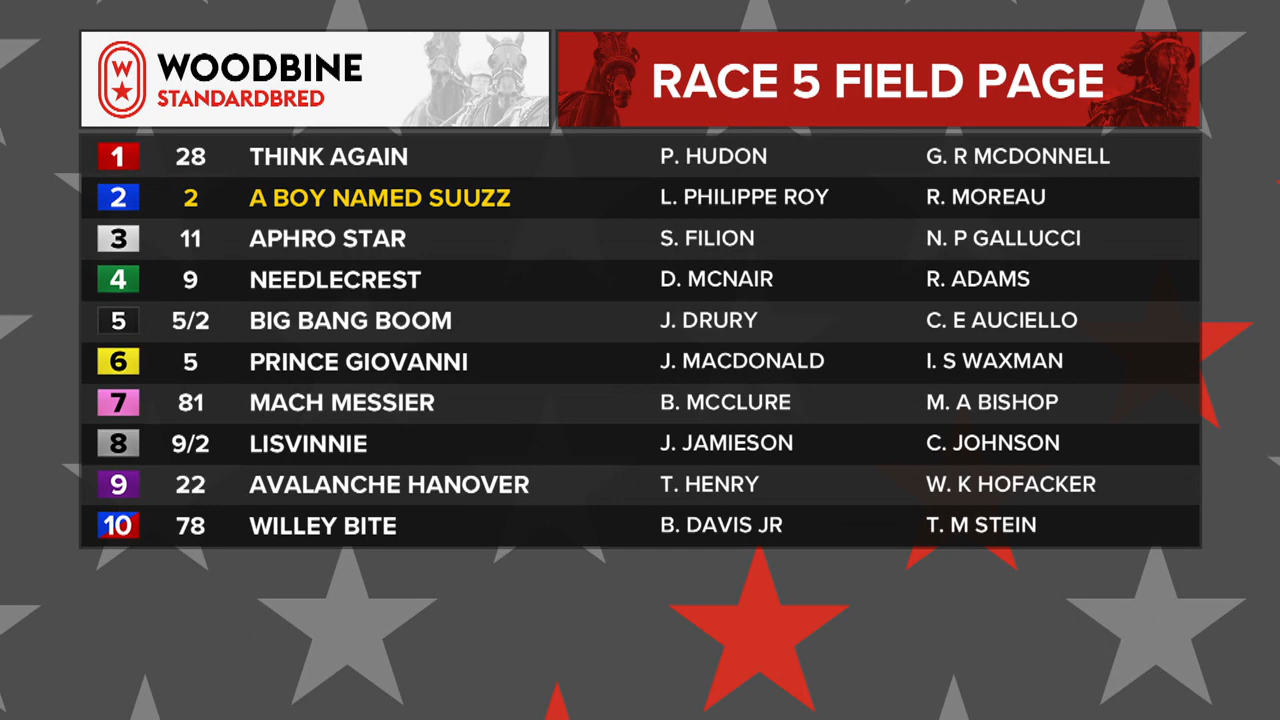 W
WOODBINE
STANDARDBRED
RACE 5 FIELD PAGE
1 28 THINK AGAIN P. HUDON G. R MCDONNELL
2 2 A BOY NAMED SUUZZ L. PHILIPPE ROY R. MOREAU
3 11 APHRO STAR S. FILION N. P GALLUCCI
4 9 NEEDLECREST D. MCNAIR R. ADAMS
5 5/2 BIG BANG BOOM J. DRURY C. E AUCIELLO
6 5 PRINCE GIOVANNI J. MACDONALD I. S WAXMAN
7 81 MACH MESSIER B. MCCLURE M. A BISHOP
8 9/2 LISVINNIE J. JAMIESON C. JOHNSON
9 22 AVALANCHE HANOVER T. HENRY W. K HOFACKER
10 78 WILLEY BITE B. DAVIS JR T. M STEIN